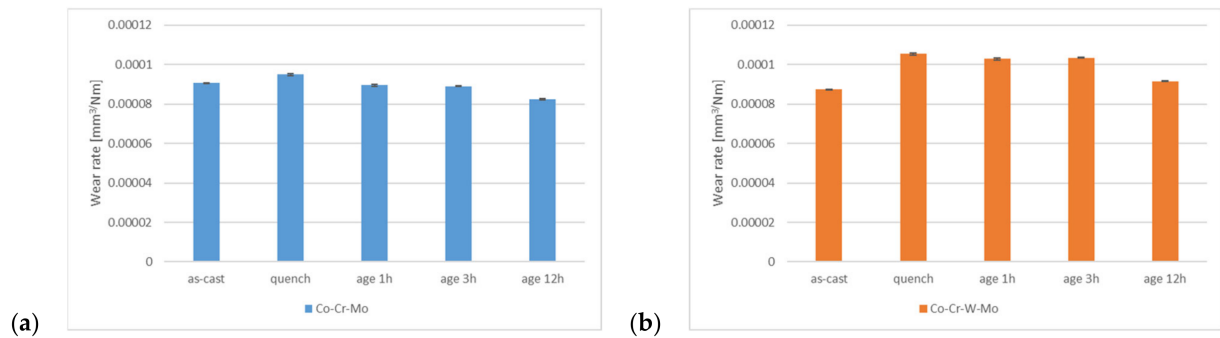 0.00012
0.0001
0.00008
0.00006
0.00004
0.00002
0
Wear rate [mm³/Nm]
as-cast quench age 1h age 3h age 12h
Co-Cr-Mo
(a)
0.00012
0.0001
0.00008
0.00006
0.00004
0.00002
0
Wear rate [mm³/Nm]
as-cast quench age 1h age 3h age 12h
Co-Cr-W-Mo
(b)